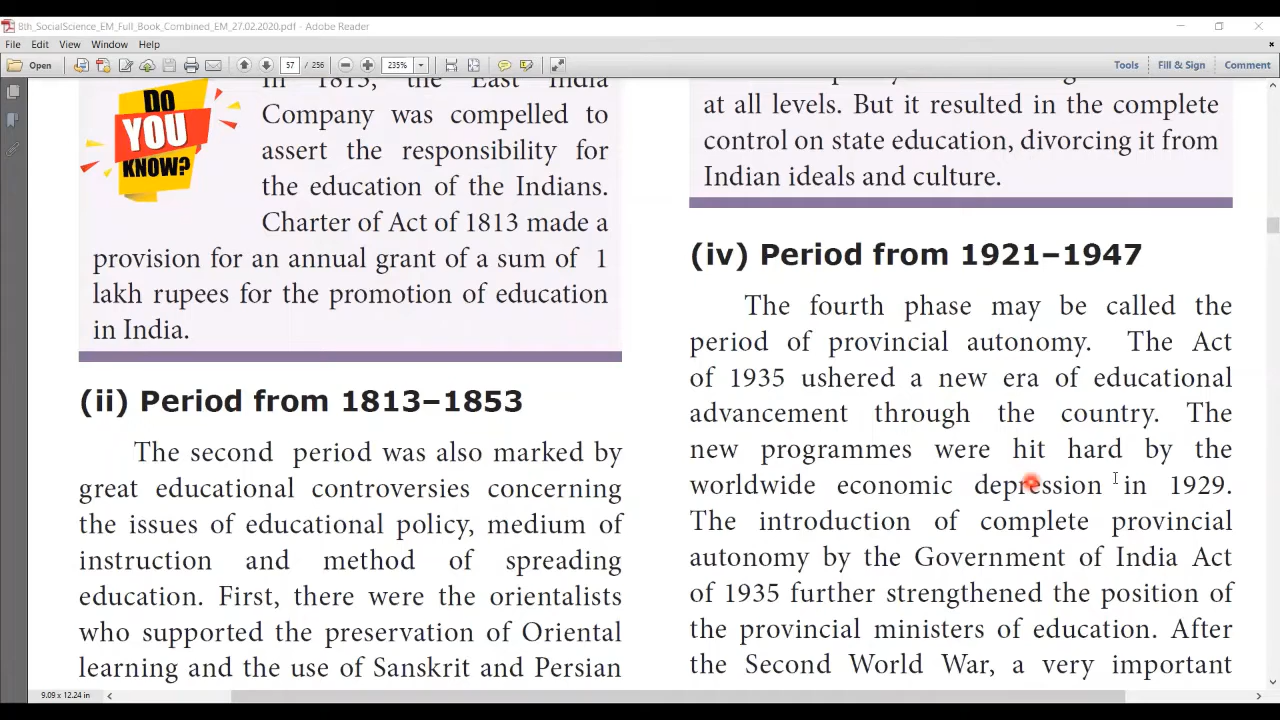 8th_SocialScience_EM_Full_Book_Combined_EM_27.02.2020.pdf - Adobe Reader
File Edit View Window Help
Open 57 / 256 235% Tools Fill & Sign Comment
DO
YOU
KNOW?
In 1813, the East India
Company was compelled to
assert the responsibility for
the education of the Indians.
Charter of Act of 1813 made a
provision for an annual grant of a sum of 1
lakh rupees for the promotion of education
in India.
(ii) Period from 1813–1853
The second period was also marked by
great educational controversies concerning
the issues of educational policy, medium of
instruction and method of spreading
education. First, there were the orientalists
who supported the preservation of Oriental
learning and the use of Sanskrit and Persian
at all levels. But it resulted in the complete
control on state education, divorcing it from
Indian ideals and culture.
(iv) Period from 1921–1947
The fourth phase may be called the
period of provincial autonomy. The Act
of 1935 ushered a new era of educational
advancement through the country. The
new programmes were hit hard by the
worldwide economic depression in 1929.
The introduction of complete provincial
autonomy by the Government of India Act
of 1935 further strengthened the position of
the provincial ministers of education. After
the Second World War, a very important
9.09 x 12.24 in